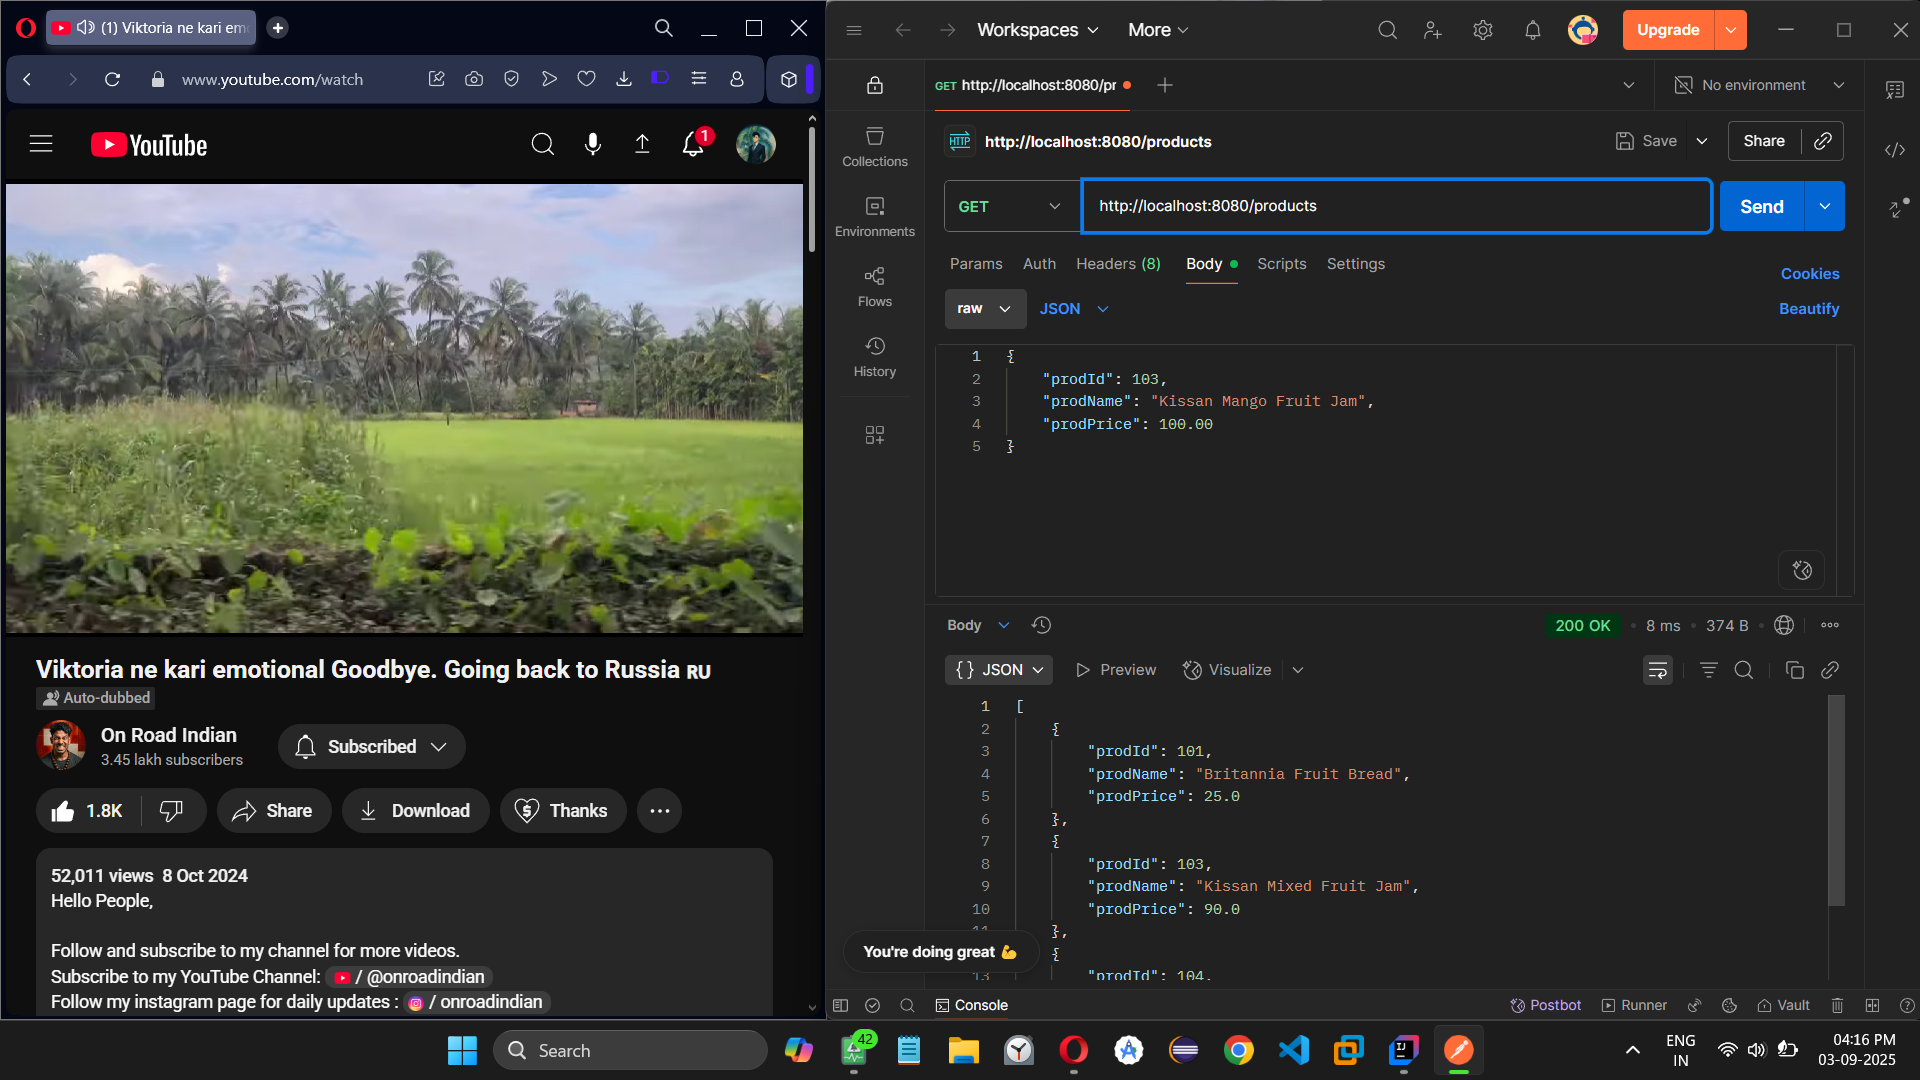 (1) Viktoria ne kari em
www.youtube.com/watch
YouTube
1
Viktoria ne kari emotional Goodbye. Going back to Russia RU
Auto-dubbed
On Road Indian
3.45 lakh subscribers
Subscribed
1.8K
Share
Download
Thanks
52,011 views 8 Oct 2024
Hello People,
Follow and subscribe to my channel for more videos.
Subscribe to my YouTube Channel: / @onroadindian
Follow my instagram page for daily updates : / onroadindian
Workspaces
More
Upgrade
GET http://localhost:8080/pr
No environment
Collections
Environments
Flows
History
HTTP
http://localhost:8080/products
Save
Share
GET
http://localhost:8080/products
Send
Params
Auth
Headers (8)
Body
Scripts
Settings
Cookies
raw
JSON
Beautify
1 {
2 "prodId": 103,
3 "prodName": "Kissan Mango Fruit Jam",
4 "prodPrice": 100.00
5 }
Body
200 OK
8 ms
374 B
{} JSON
Preview
Visualize
1 [
2 {
3 "prodId": 101,
4 "prodName": "Britannia Fruit Bread",
5 "prodPrice": 25.0
6 },
7 {
8 "prodId": 103,
9 "prodName": "Kissan Mixed Fruit Jam",
10 "prodPrice": 90.0
11 },
{
13 "prodId": 104,
You're doing great 💪
Console
Postbot
Runner
Vault
Search
42
IJ
ENG
IN
04:16 PM
03-09-2025